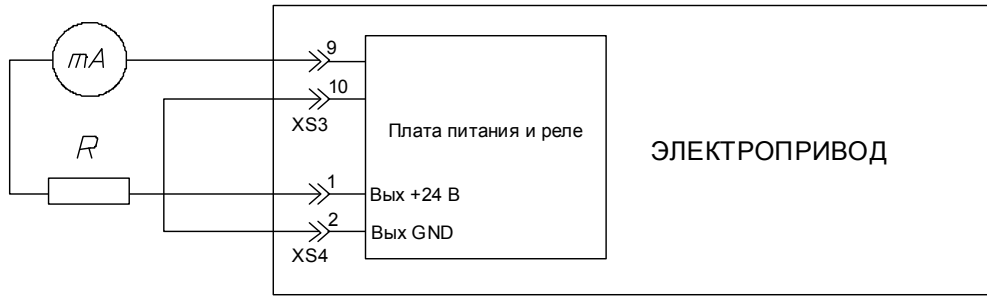 mA
9
10
XS3
Плата питания и реле
ЭЛЕКТРОПРИВОД
R
1
Вых +24 В
2
Вых GND
XS4